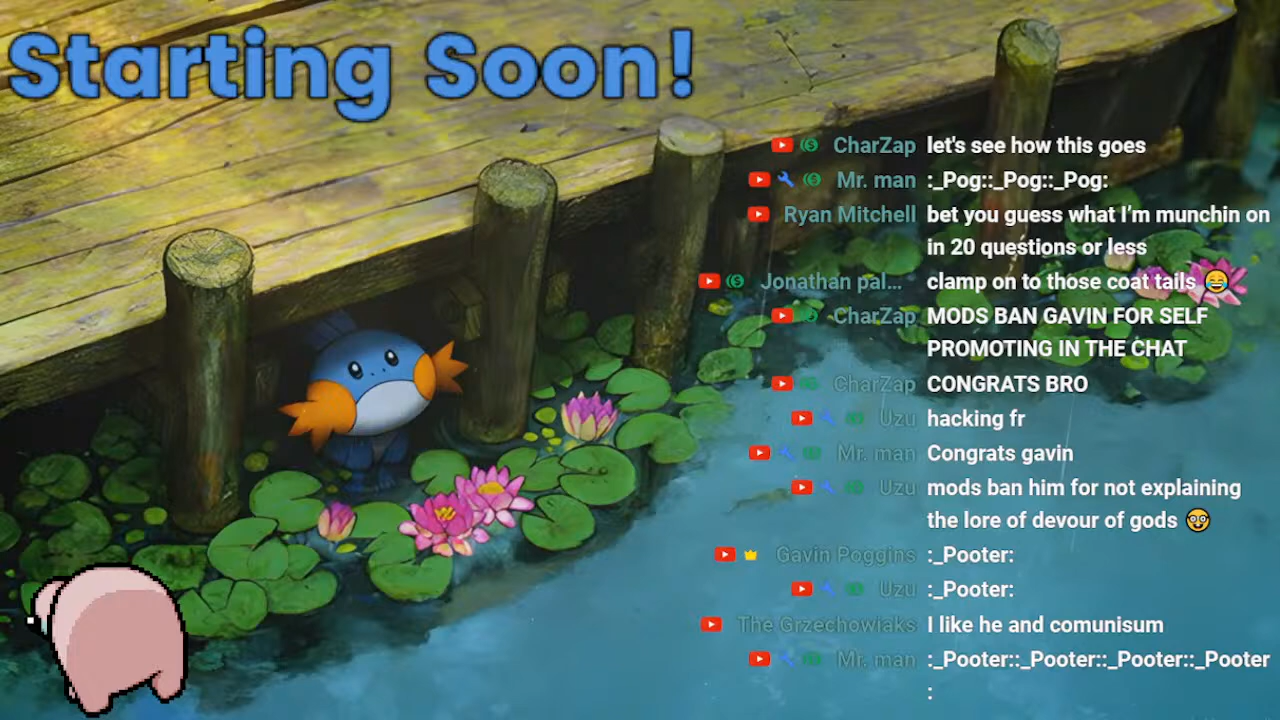 Starting Soon!
CharZap let's see how this goes
Mr. man :_Pog::_Pog::_Pog:
Ryan Mitchell bet you guess what I’m munchin on
in 20 questions or less
Jonathan pal... clamp on to those coat tails 😂
CharZap MODS BAN GAVIN FOR SELF
PROMOTING IN THE CHAT
CharZap CONGRATS BRO
Uzu hacking fr
Mr. man Congrats gavin
Uzu mods ban him for not explaining
the lore of devour of gods 🤓
Gavin Poggins :_Pooter:
Uzu :_Pooter:
The Grzechowiaks I like he and comunisum
Mr. man :_Pooter::_Pooter::_Pooter::_Pooter
: